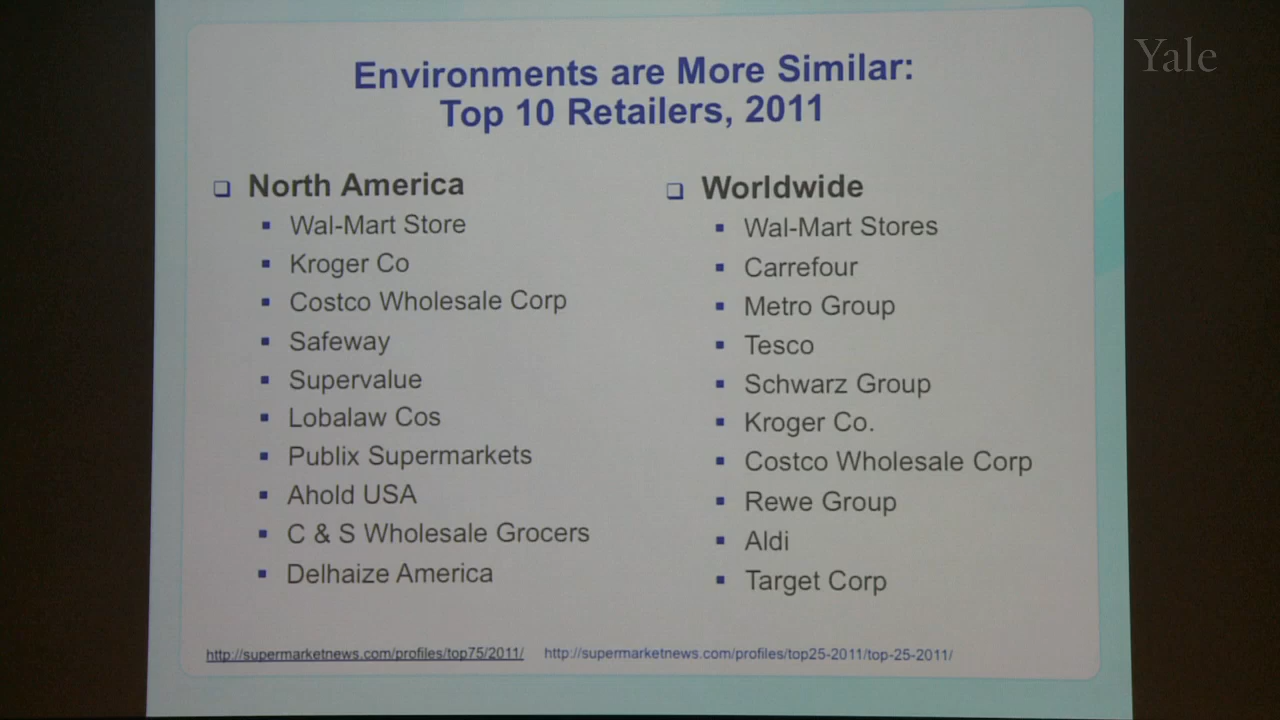 Yale
Environments are More Similar:
Top 10 Retailers, 2011
North America
Wal-Mart Store
Kroger Co
Costco Wholesale Corp
Safeway
Supervalue
Lobalaw Cos
Publix Supermarkets
Ahold USA
C & S Wholesale Grocers
Delhaize America
Worldwide
Wal-Mart Stores
Carrefour
Metro Group
Tesco
Schwarz Group
Kroger Co.
Costco Wholesale Corp
Rewe Group
Aldi
Target Corp
http://supermarketnews.com/profiles/top75/2011/
http://supermarketnews.com/profiles/top25-2011/top-25-2011/